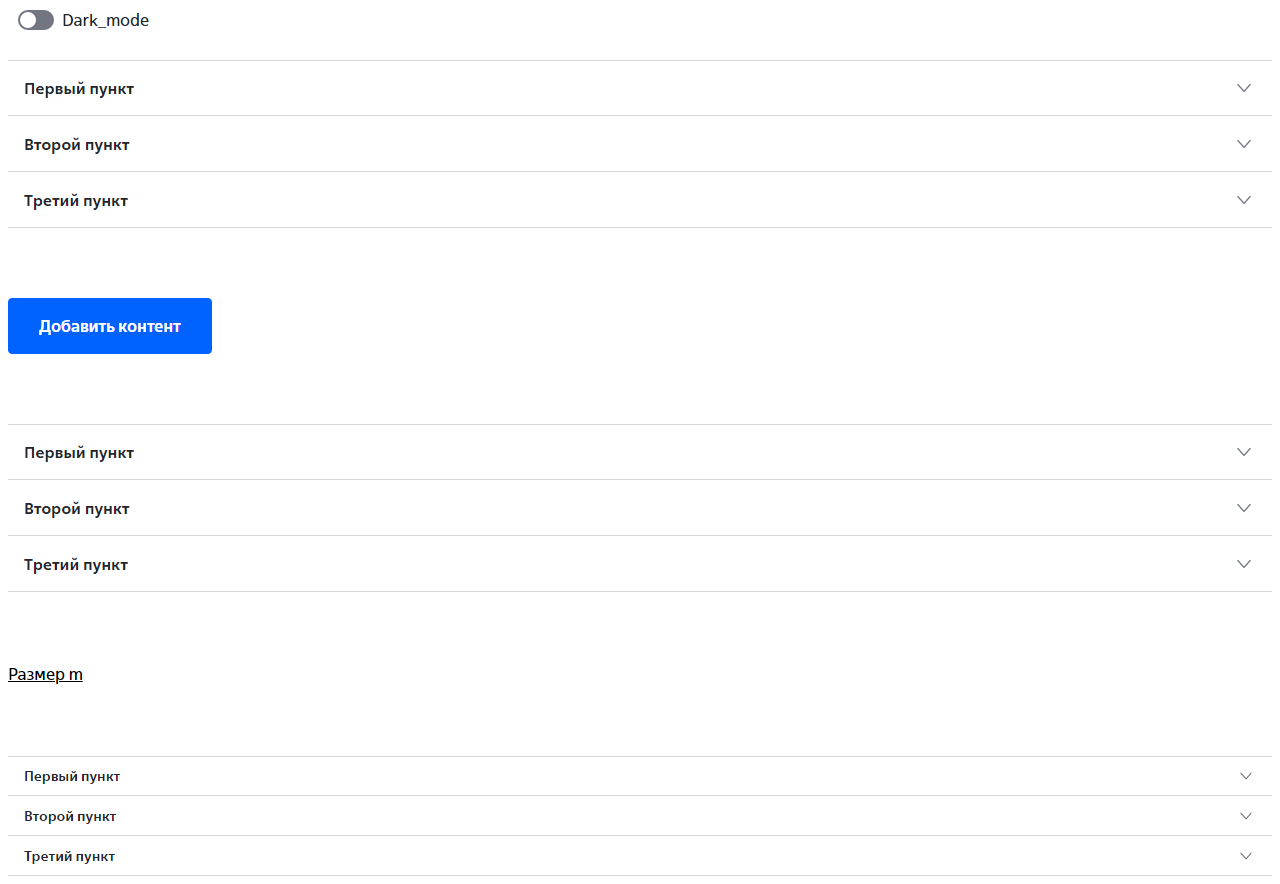 Dark_mode
Первый пункт
Второй пункт
Третий пункт
Добавить контент
Первый пункт
Второй пункт
Третий пункт
Размер m
Первый пункт
Второй пункт
Третий пункт